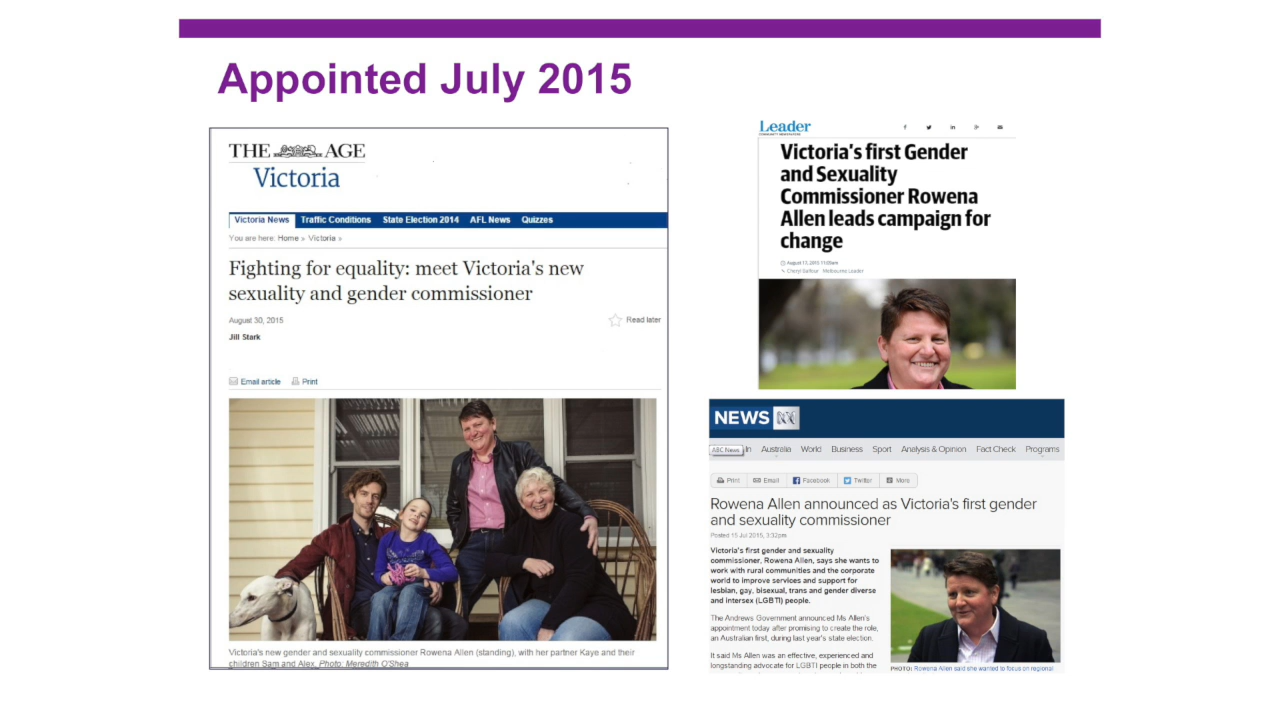 Appointed July 2015
THE AGE
Victoria
Victoria News Traffic Conditions State Election 2014 AFL News Quizzes
You are here: Home » Victoria »
Fighting for equality: meet Victoria's new
sexuality and gender commissioner
August 30, 2015
Read later
Jill Stark
Email article Print
Victoria's new gender and sexuality commissioner Rowena Allen (standing), with her partner Kaye and their
children Sam and Alex. Photo: Meredith O'Shea
Leader
Victoria's first Gender
and Sexuality
Commissioner Rowena
Allen leads campaign for
change
Cheryl Balfour Melbourne Leader
NEWS
ABC News In Australia World Business Sport Analysis & Opinion Fact Check Programs
Print Email Facebook Twitter More
Rowena Allen announced as Victoria's first gender
and sexuality commissioner
Posted 15 Jul 2015, 3:32pm
Victoria's first gender and sexuality
commissioner, Rowena Allen, says she wants to
work with rural communities and the corporate
world to improve services and support for
lesbian, gay, bisexual, trans and gender diverse
and intersex (LGBTI) people.
The Andrews Government announced Ms Allen's
appointment today after promising to create the role,
an Australian first, during last year's state election.
It said Ms Allen was an effective, experienced and
longstanding advocate for LGBTI people in both the
PHOTO: Rowena Allen said she wanted to focus on regional